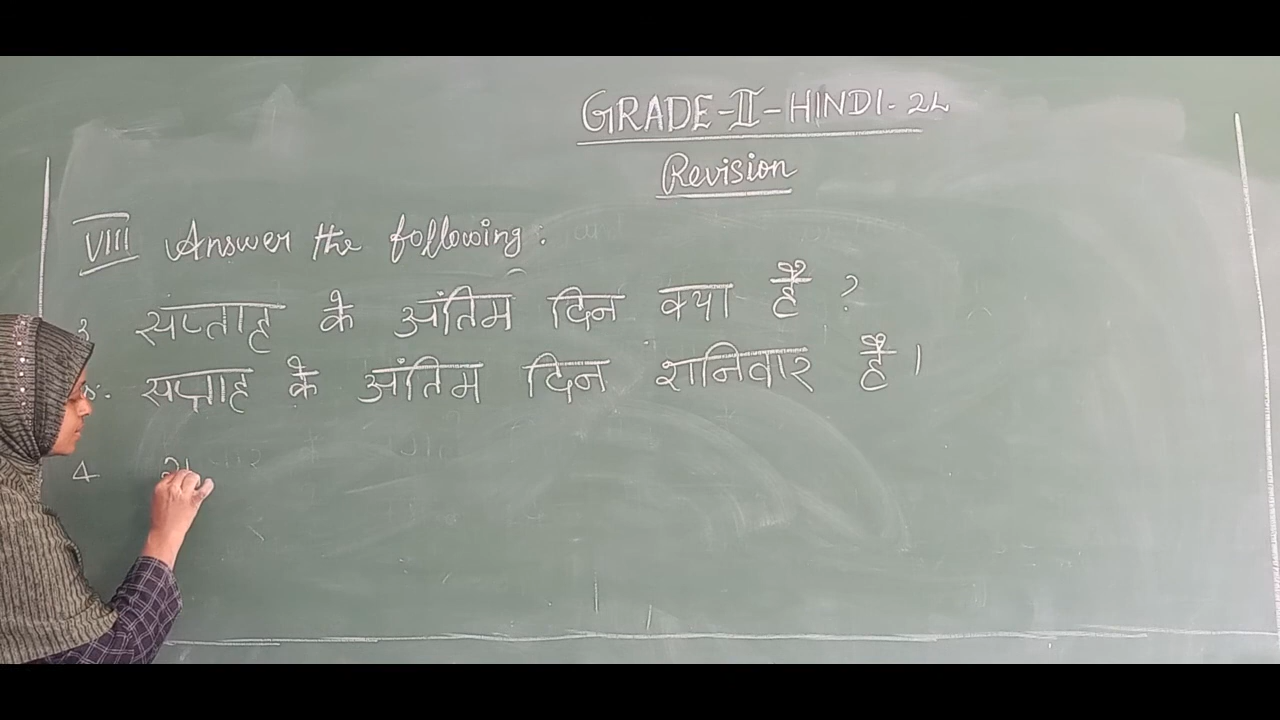 GRADE-II-HINDI-2L
Revision
VIII Answer the following:
3 सप्ताह के अंतिम दिन क्या है ?
सप्ताह के अंतिम दिन शनिवार है।
4